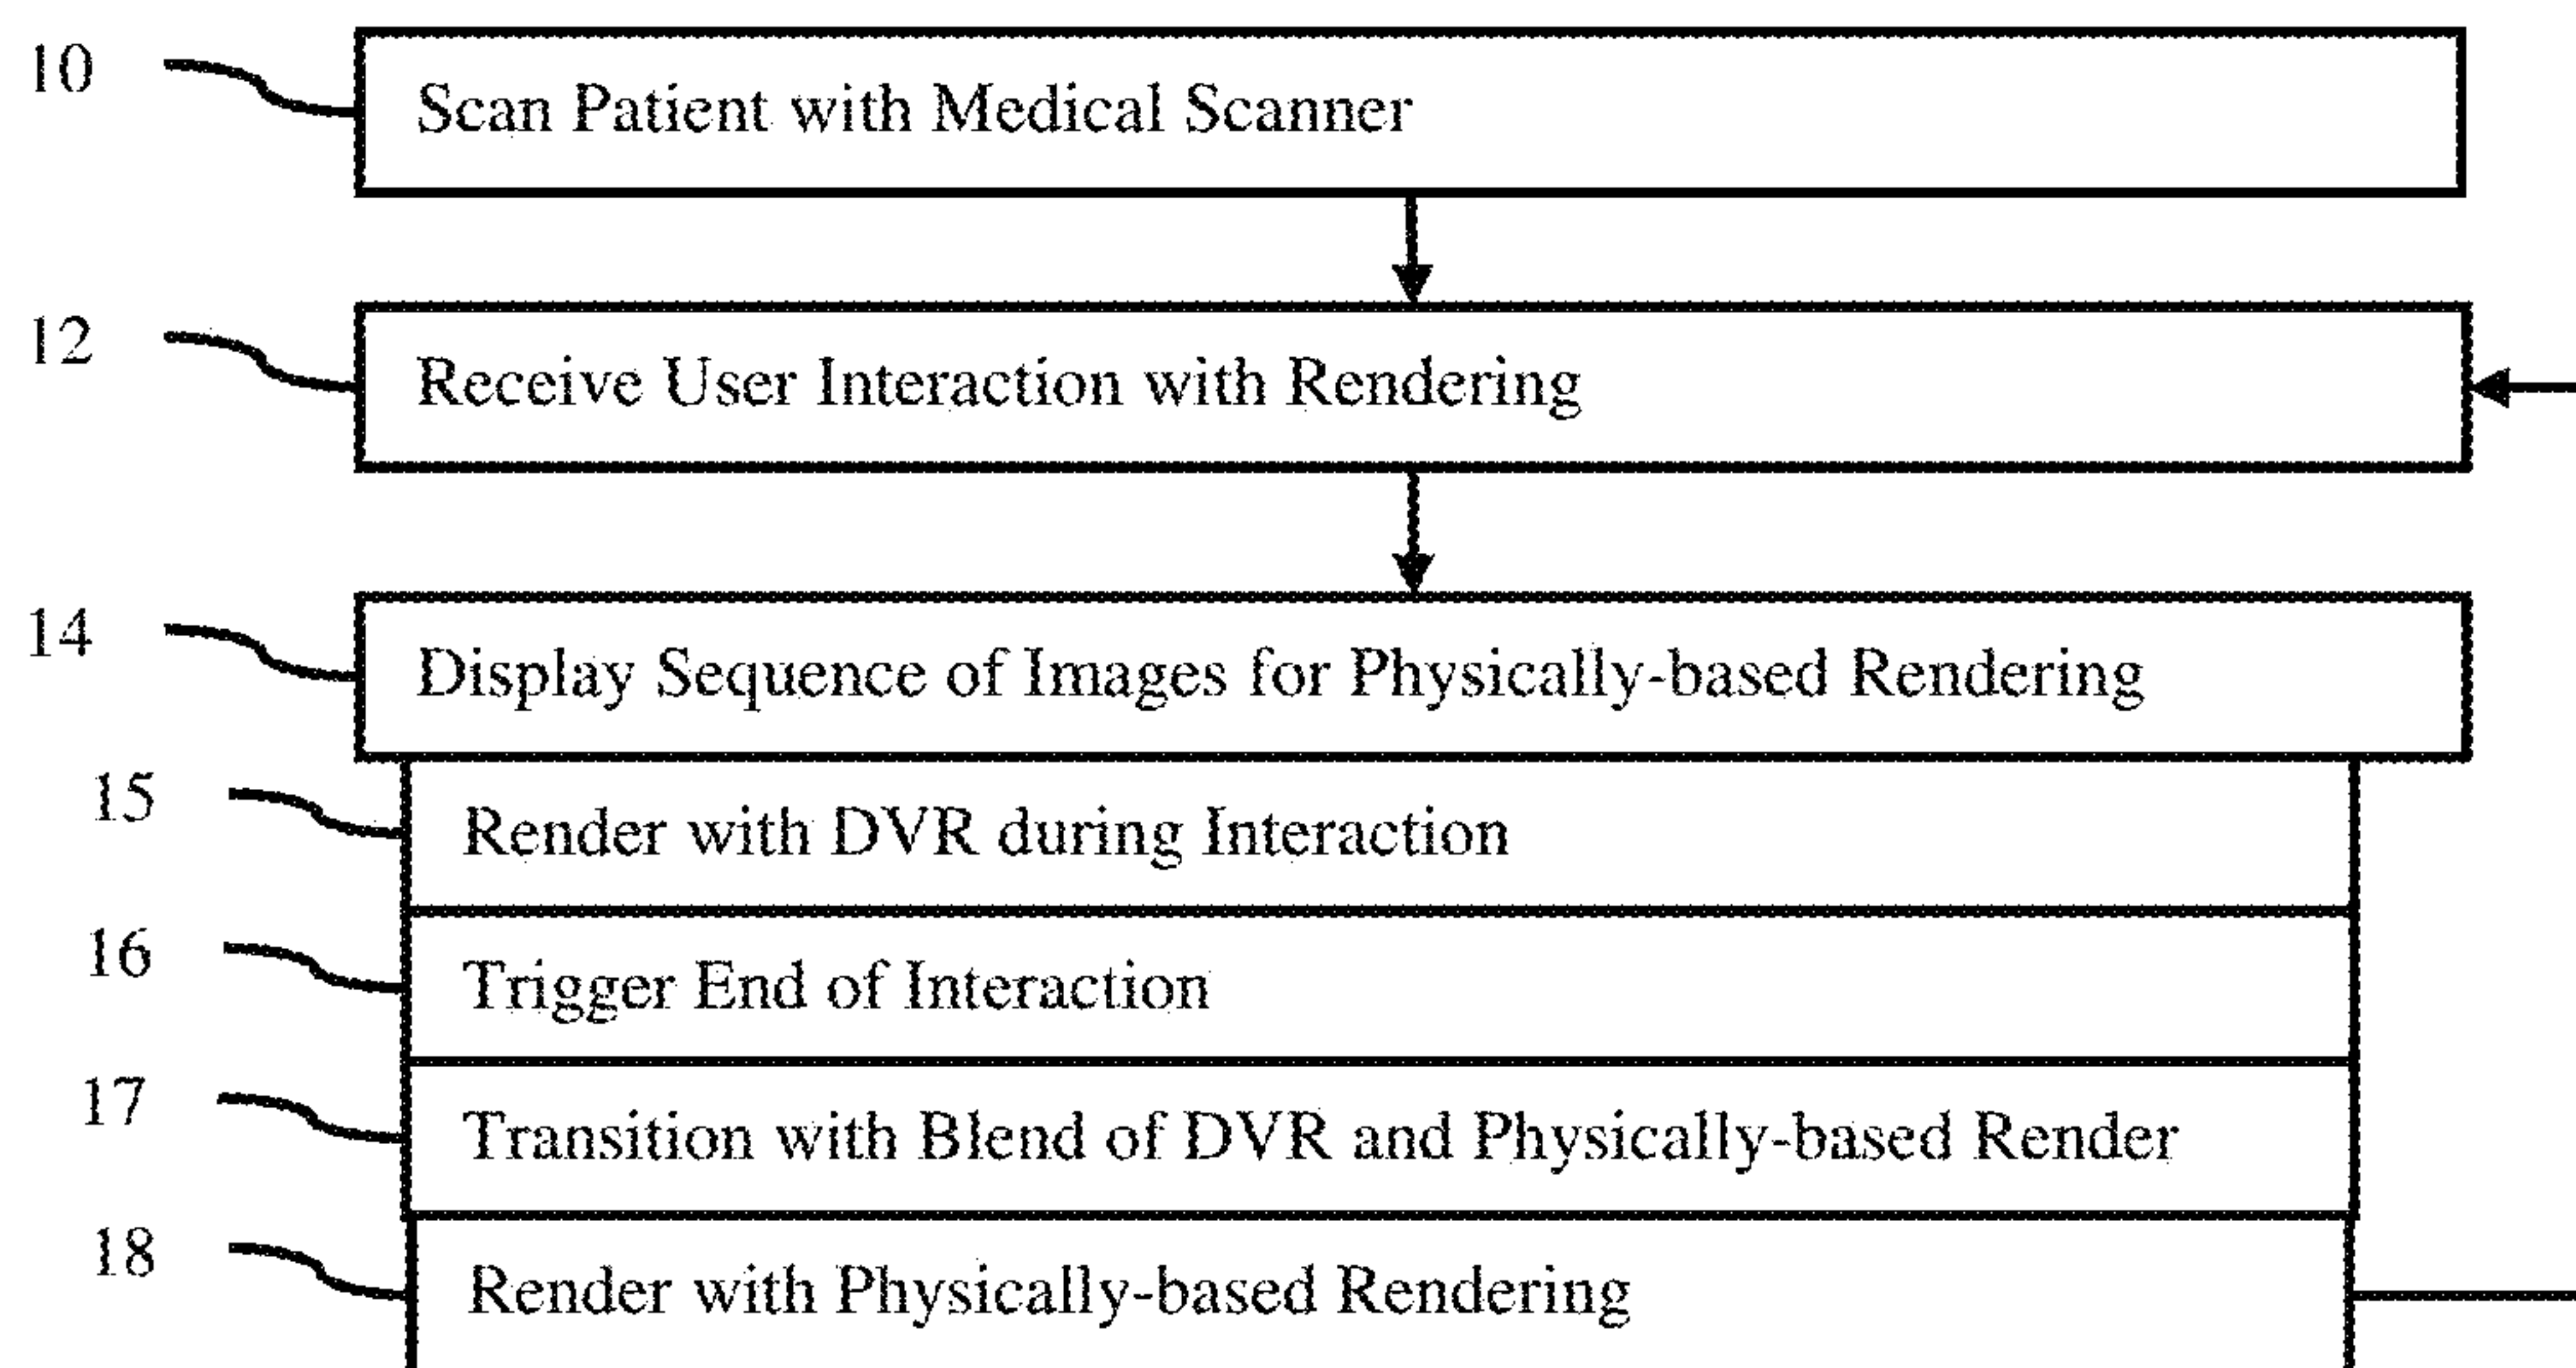 10 Scan Patient with Medical Scanner
12 Receive User Interaction with Rendering
14 Display Sequence of Images for Physically-based Rendering
15 Render with DVR during Interaction
16 Trigger End of Interaction
17 Transition with Blend of DVR and Physically-based Render
18 Render with Physically-based Rendering